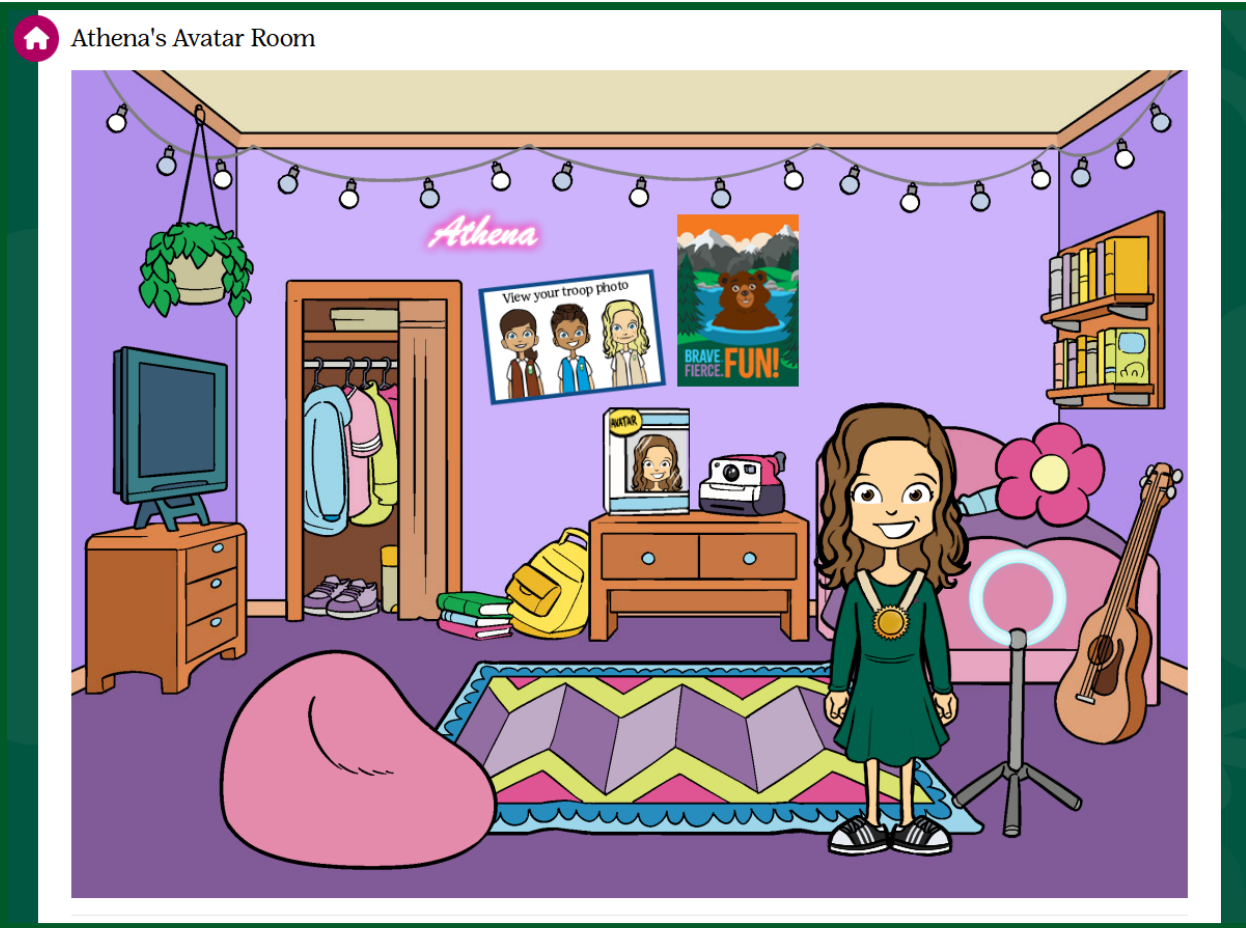 Athena's Avatar Room
Athena
View your troop photo
BRAVE.
FIERCE.
FUN!
AVATAR